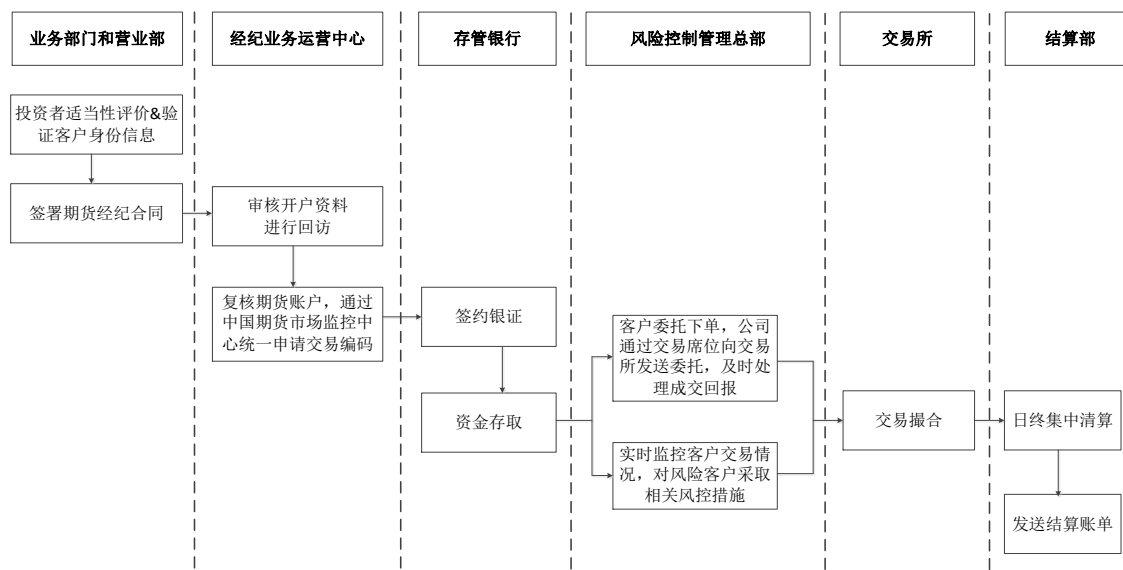 业务部门和营业部
经纪业务运营中心
存管银行
风险控制管理总部
交易所
结算部
投资者适当性评价&验
证客户身份信息
签署期货经纪合同
审核开户资料
进行回访
复核期货账户，通过
中国期货市场监控中
心统一申请交易编码
签约银证
资金存取
客户委托下单，公司
通过交易席位向交易
所发送委托，及时处
理成交回报
实时监控客户交易情
况，对风险客户采取
相关风控措施
交易撮合
日终集中清算
发送结算账单